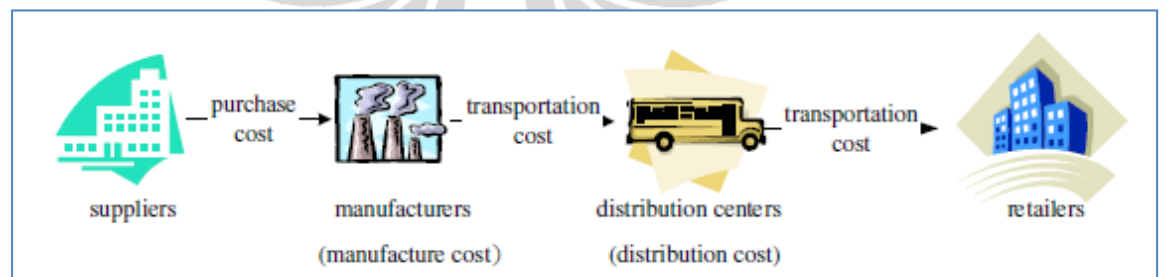 purchase
cost
transportation
cost
transportation
cost
suppliers
manufacturers
distribution centers
retailers
(manufacture cost)
(distribution cost)